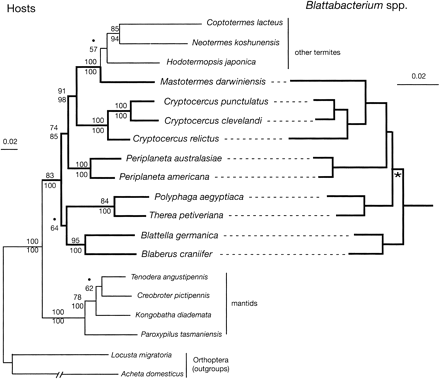 Hosts
Blattabacterium spp.
Coptotermes lacteus
85
94
*
57
Neotermes koshunensis
other termites
Hodotermopsis japonica
100
100
91
98
Mastotermes darwiniensis
0.02
Cryptocercus punctulatus
100
100
100
100
Cryptocercus clevelandi
74
85
Cryptocercus relictus
0.02
Periplaneta australasiae
100
100
Periplaneta americana
*
83
100
Polyphaga aegyptiaca
84
100
Therea petiveriana
*
64
Blattella germanica
95
100
Blaberus craniifer
100
100
Tenodera angustipennis
*
62
Creobroter pictipennis
78
100
mantids
Kongobatha diademata
100
100
Paroxypilus tasmaniensis
Locusta migratoria
Orthoptera
(outgroups)
Acheta domesticus